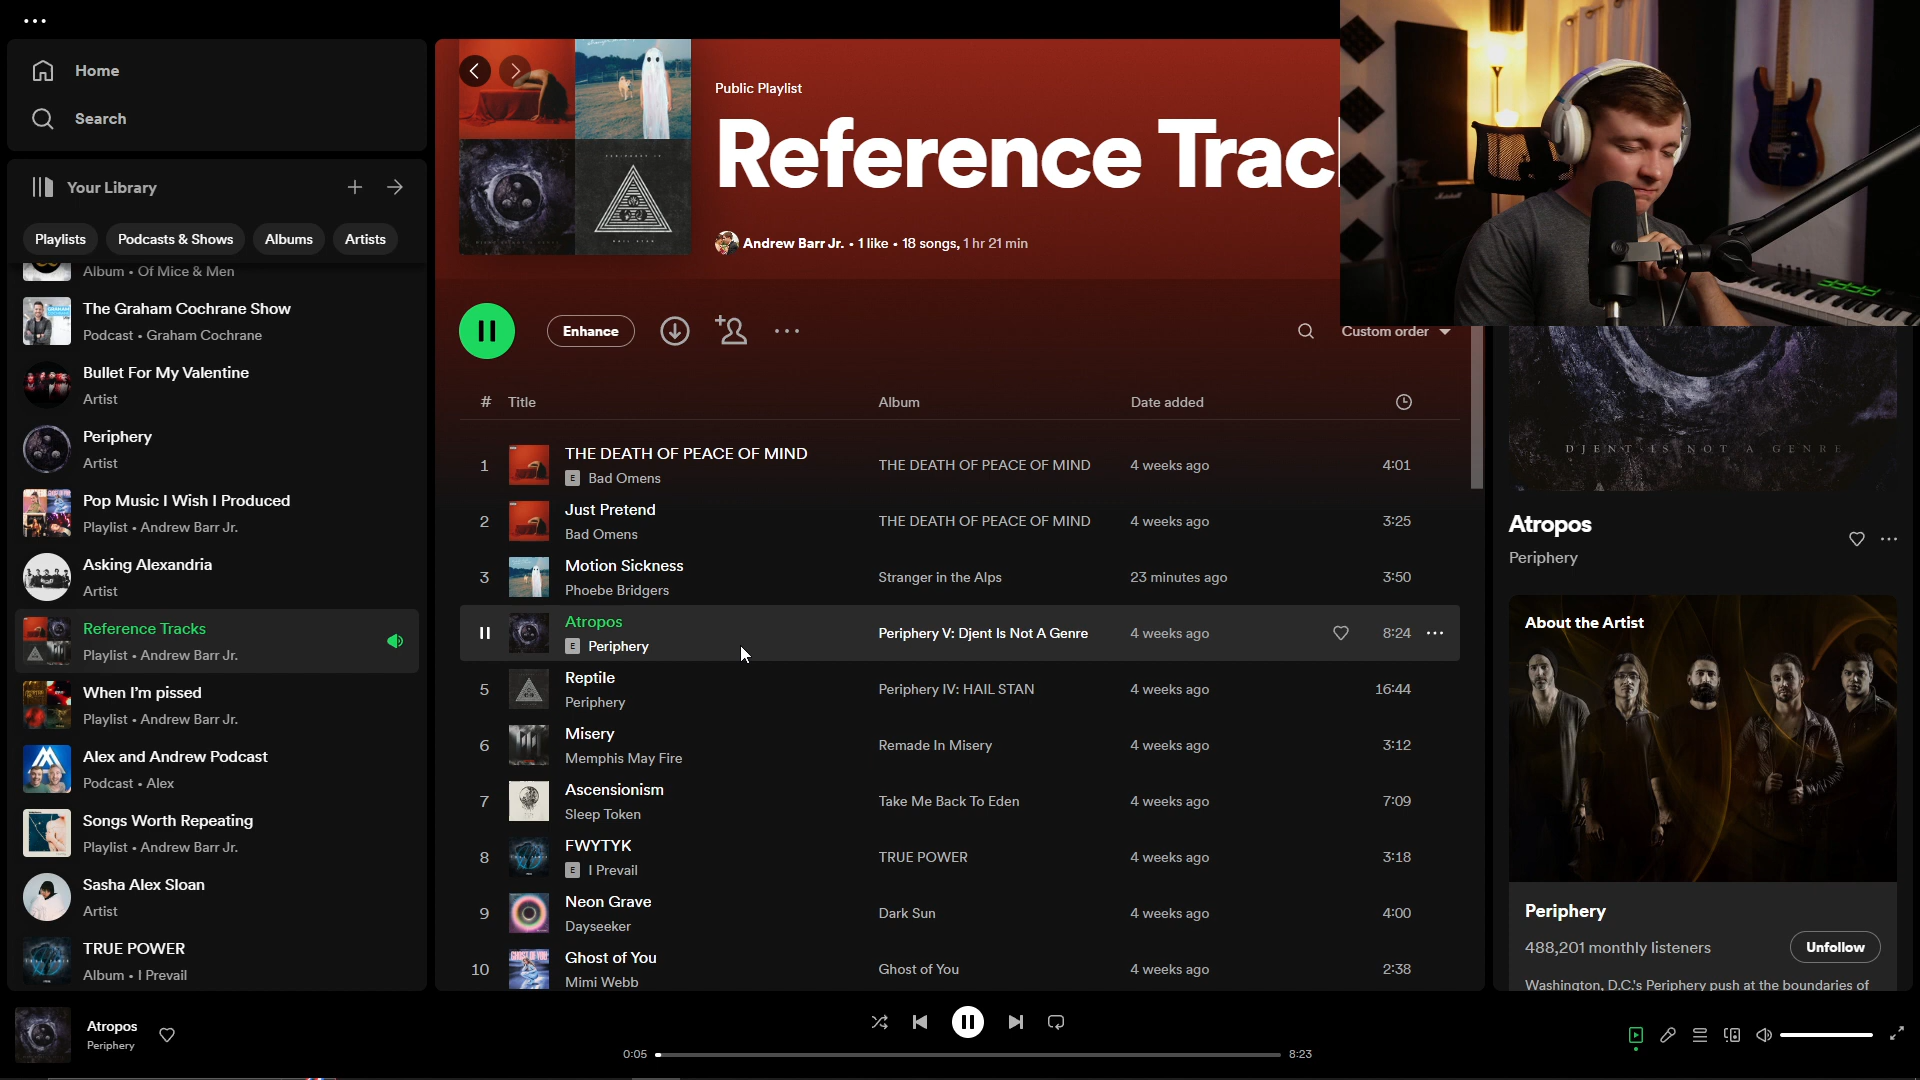 Home
Search
Your Library
Playlists
Podcasts & Shows
Albums
Artists
Album • Of Mice & Men
The Graham Cochrane Show
Podcast • Graham Cochrane
Bullet For My Valentine
Artist
Periphery
Artist
Pop Music I Wish I Produced
Playlist • Andrew Barr Jr.
Asking Alexandria
Artist
Reference Tracks
Playlist • Andrew Barr Jr.
When I'm pissed
Playlist • Andrew Barr Jr.
Alex and Andrew Podcast
Podcast • Alex
Songs Worth Repeating
Playlist • Andrew Barr Jr.
Sasha Alex Sloan
Artist
TRUE POWER
Album • I Prevail
Public Playlist
Reference Trac
Andrew Barr Jr. • 1 like • 18 songs, 1 hr 21 min
Enhance
Custom order
# Title Album Date added
1 THE DEATH OF PEACE OF MIND THE DEATH OF PEACE OF MIND 4 weeks ago 4:01
E Bad Omens
2 Just Pretend THE DEATH OF PEACE OF MIND 4 weeks ago 3:25
Bad Omens
3 Motion Sickness Stranger in the Alps 23 minutes ago 3:50
Phoebe Bridgers
Atropos Periphery V: Djent Is Not A Genre 4 weeks ago 8:24
E Periphery
5 Reptile Periphery IV: HAIL STAN 4 weeks ago 16:44
Periphery
6 Misery Remade In Misery 4 weeks ago 3:12
Memphis May Fire
7 Ascensionism Take Me Back To Eden 4 weeks ago 7:09
Sleep Token
8 FWYTYK TRUE POWER 4 weeks ago 3:18
E I Prevail
9 Neon Grave Dark Sun 4 weeks ago 4:00
Dayseeker
10 Ghost of You Ghost of You 4 weeks ago 2:38
Mimi Webb
DJENT IS NOT A GENRE
Atropos
Periphery
About the Artist
Periphery
488,201 monthly listeners
Unfollow
Washington, D.C.'s Periphery push at the boundaries of
Atropos
Periphery
0:05
8:23